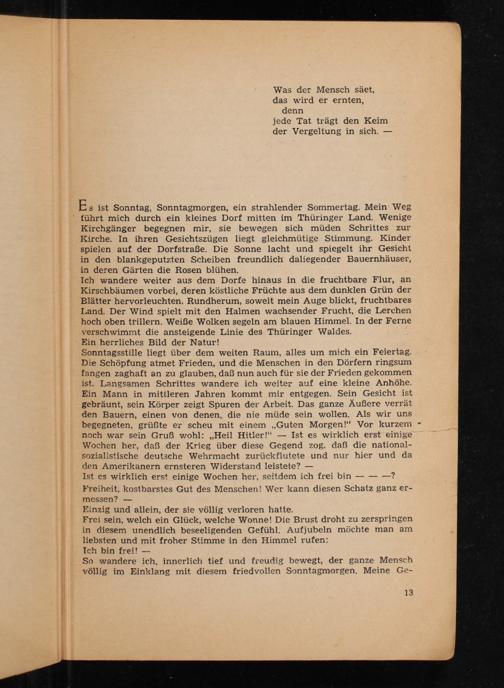 Was der Mensch säet,
das wird er ernten,
denn
jede Tat trägt den Keim
der Vergeltung in sich. —
Es ist Sonntag, Sonntagmorgen, ein strahlender Sommertag. Mein Weg
führt mich durch ein kleines Dorf mitten im Thüringer Land. Wenige
Kirchgänger begegnen mir, sie bewegen sich müden Schrittes zur
Kirche. In ihren Gesichtszügen liegt gleichmütige Stimmung. Kinder
spielen auf der Dorfstraße. Die Sonne lacht und spiegelt ihr Gesicht
in den blankgeputzten Scheiben freundlich daliegender Bauernhäuser,
in deren Gärten die Rosen blühen.
Ich wandere weiter aus dem Dorfe hinaus in die fruchtbare Flur, an
Kirschbäumen vorbei, deren köstliche Früchte aus dem dunklen Grün der
Blätter hervorleuchten. Rundherum, soweit mein Auge blickt, fruchtbares
Land. Der Wind spielt mit den Halmen wachsender Frucht, die Lerchen
hoch oben trillern. Weiße Wolken segeln am blauen Himmel. In der Ferne
verschwimmt die ansteigende Linie des Thüringer Waldes.
Ein herrliches Bild der Natur!
Sonntagsstille liegt über dem weiten Raum, alles um mich ein Feiertag.
Die Schöpfung atmet Frieden, und die Menschen in den Dörfern ringsum
fangen zaghaft an zu glauben, daß nun auch für sie der Frieden gekommen
ist. Langsamen Schrittes wandere ich weiter auf eine kleine Anhöhe.
Ein Mann in mittleren Jahren kommt mir entgegen. Sein Gesicht ist
gebräunt, sein Körper zeigt Spuren der Arbeit. Das ganze Äußere verrät
den Bauern, einen von denen, die nie müde sein wollen. Als wir uns
begegneten, grüßte er scheu mit einem „Guten Morgen!“ Vor kurzem
noch war sein Gruß wohl: „Heil Hitler!“ — Ist es wirklich erst einige
Wochen her, daß der Krieg über diese Gegend zog, daß die national-
sozialistische deutsche Wehrmacht zurückflutete und nur hier und da
den Amerikanern ernsteren Widerstand leistete? —
Ist es wirklich erst einige Wochen her, seitdem ich frei bin — — —?
Freiheit, kostbarstes Gut des Menschen! Wer kann diesen Schatz ganz er-
messen? —
Einzig und allein, der sie völlig verloren hatte.
Frei sein, welch ein Glück, welche Wonne! Die Brust droht zu zerspringen
in diesem unendlich beseeligenden Gefühl. Aufjubeln möchte man am
liebsten und mit froher Stimme in den Himmel rufen:
Ich bin frei! —
So wandere ich, innerlich tief und freudig bewegt, der ganze Mensch
völlig im Einklang mit diesem friedvollen Sonntagmorgen. Meine Ge-
13